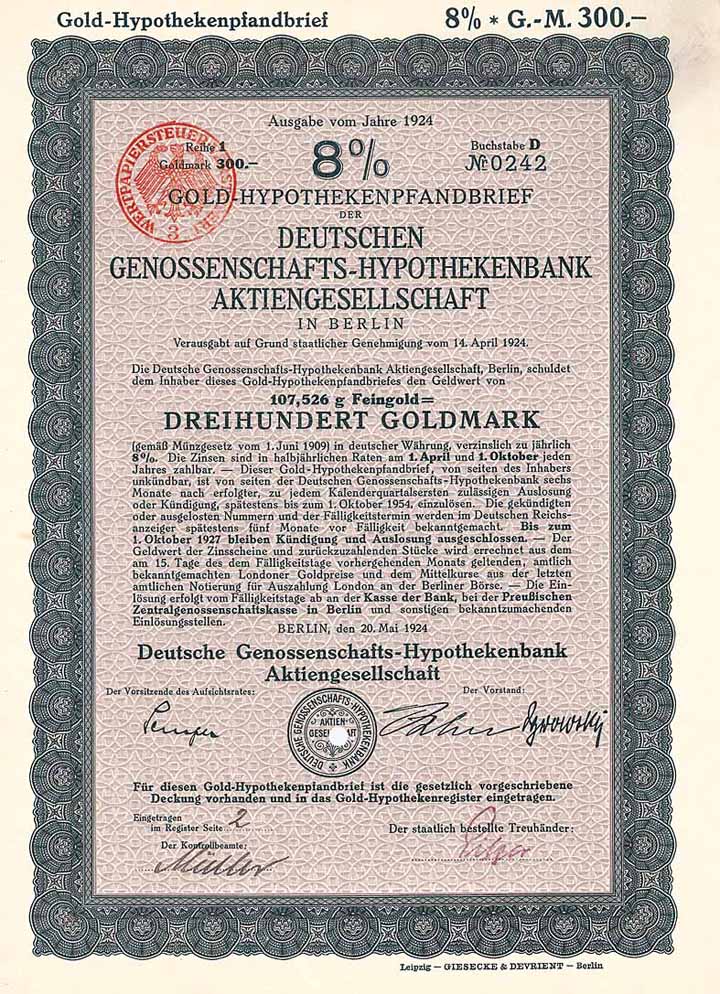 Gold-Hypothekenpfandbrief 8% * G.-M. 300.–
Ausgabe vom Jahre 1924
WERTPAPIERSTEUER
3
Reihe 1
Goldmark 300.–
8%
Buchstabe D
№ 0242
GOLD-HYPOTHEKENPFANDBRIEF
DER
DEUTSCHEN
GENOSSENSCHAFTS-HYPOTHEKENBANK
AKTIENGESELLSCHAFT
IN BERLIN
Verausgabt auf Grund staatlicher Genehmigung vom 14. April 1924.
Die Deutsche Genossenschafts-Hypothekenbank Aktiengesellschaft, Berlin, schuldet
dem Inhaber dieses Gold-Hypothekenpfandbriefes den Geldwert von
107,526 g Feingold=
DREIHUNDERT GOLDMARK
(gemäß Münzgesetz vom 1. Juni 1909) in deutscher Währung, verzinslich zu jährlich
8%. Die Zinsen sind in halbjährlichen Raten am 1. April und 1. Oktober jeden
Jahres zahlbar. — Dieser Gold-Hypothekenpfandbrief, von seiten des Inhabers
unkündbar, ist von seiten der Deutschen Genossenschafts-Hypothekenbank sechs
Monate nach erfolgter, zu jedem Kalenderquartalsersten zulässigen Auslosung
oder Kündigung, spätestens bis zum 1. Oktober 1954, einzulösen. Die gekündigten
oder ausgelosten Nummern und der Fälligkeitstermin werden im Deutschen Reichs-
anzeiger spätestens fünf Monate vor Fälligkeit bekanntgemacht. Bis zum
1. Oktober 1927 bleiben Kündigung und Auslosung ausgeschlossen. — Der
Geldwert der Zinsscheine und zurückzuzahlenden Stücke wird errechnet aus dem
am 15. Tage des dem Fälligkeitstage vorhergehenden Monats geltenden, amtlich
bekanntgemachten Londoner Goldpreise und dem Mittelkurse aus der letzten
amtlichen Notierung für Auszahlung London an der Berliner Börse. — Die Ein-
lösung erfolgt vom Fälligkeitstage ab an der Kasse der Bank, bei der Preußischen
Zentralgenossenschaftskasse in Berlin und sonstigen bekanntzumachenden
Einlösungsstellen.
BERLIN, den 20. Mai 1924
Deutsche Genossenschafts-Hypothekenbank
Aktiengesellschaft
Der Vorsitzende des Aufsichtsrates:
Der Vorstand:
DEUTSCHE GENOSSENSCHAFTS-HYPOTHEKENBANK
AKTIEN-
GESELLSCHAFT
Für diesen Gold-Hypothekenpfandbrief ist die gesetzlich vorgeschriebene
Deckung vorhanden und in das Gold-Hypothekenregister eingetragen.
Eingetragen
im Register Seite 2
Der staatlich bestellte Treuhänder:
Der Kontrollbeamte:
Müller
Leipzig — GIESECKE & DEVRIENT — Berlin